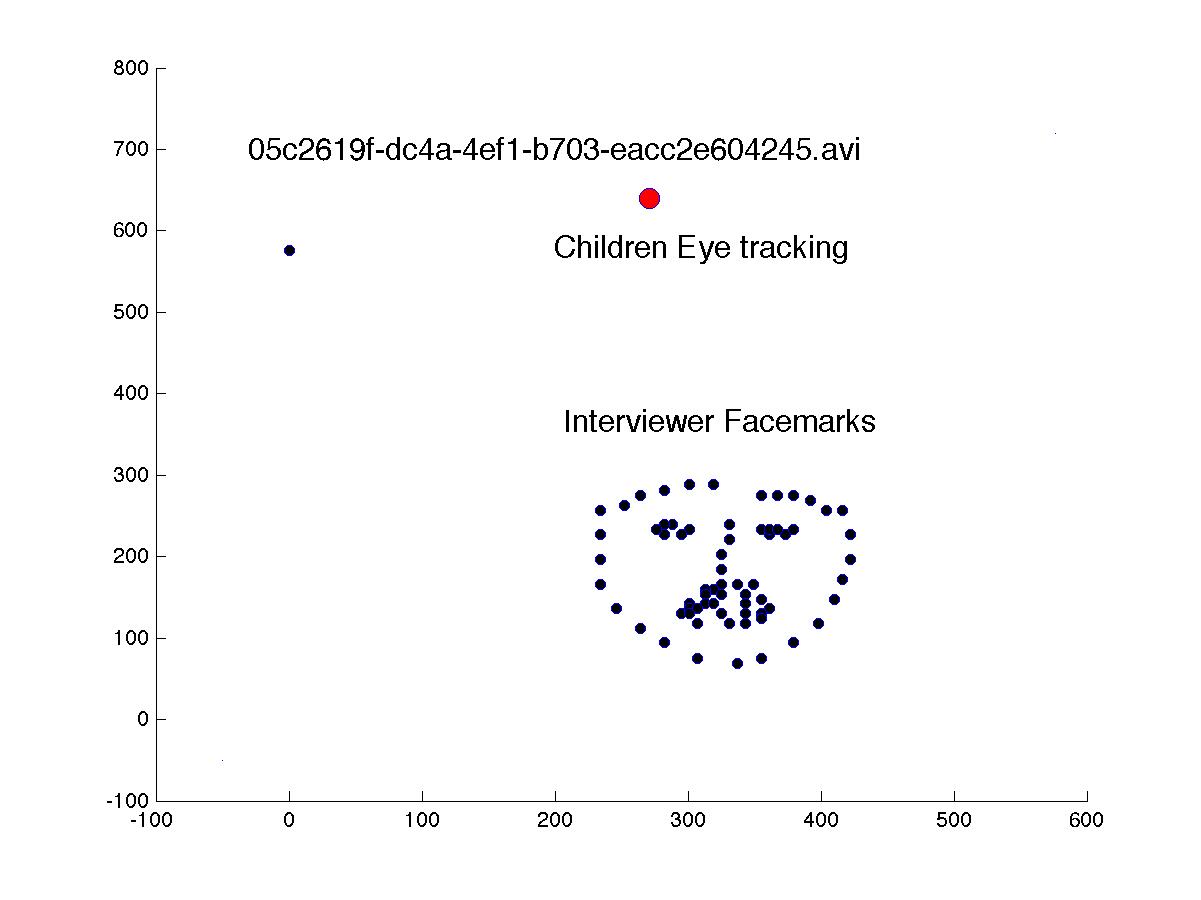 800
700
05c2619f-dc4a-4ef1-b703-eacc2e604245.avi
600
Children Eye tracking
500
400
Interviewer Facemarks
300
200
100
0
-100
-100 0 100 200 300 400 500 600